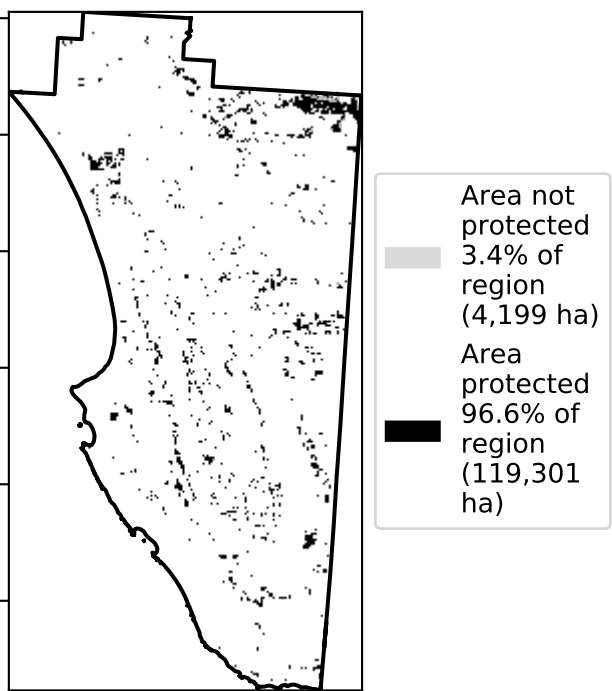 Area not
protected
3.4% of
region
(4,199 ha)
Area
protected
96.6% of
region
(119,301
ha)